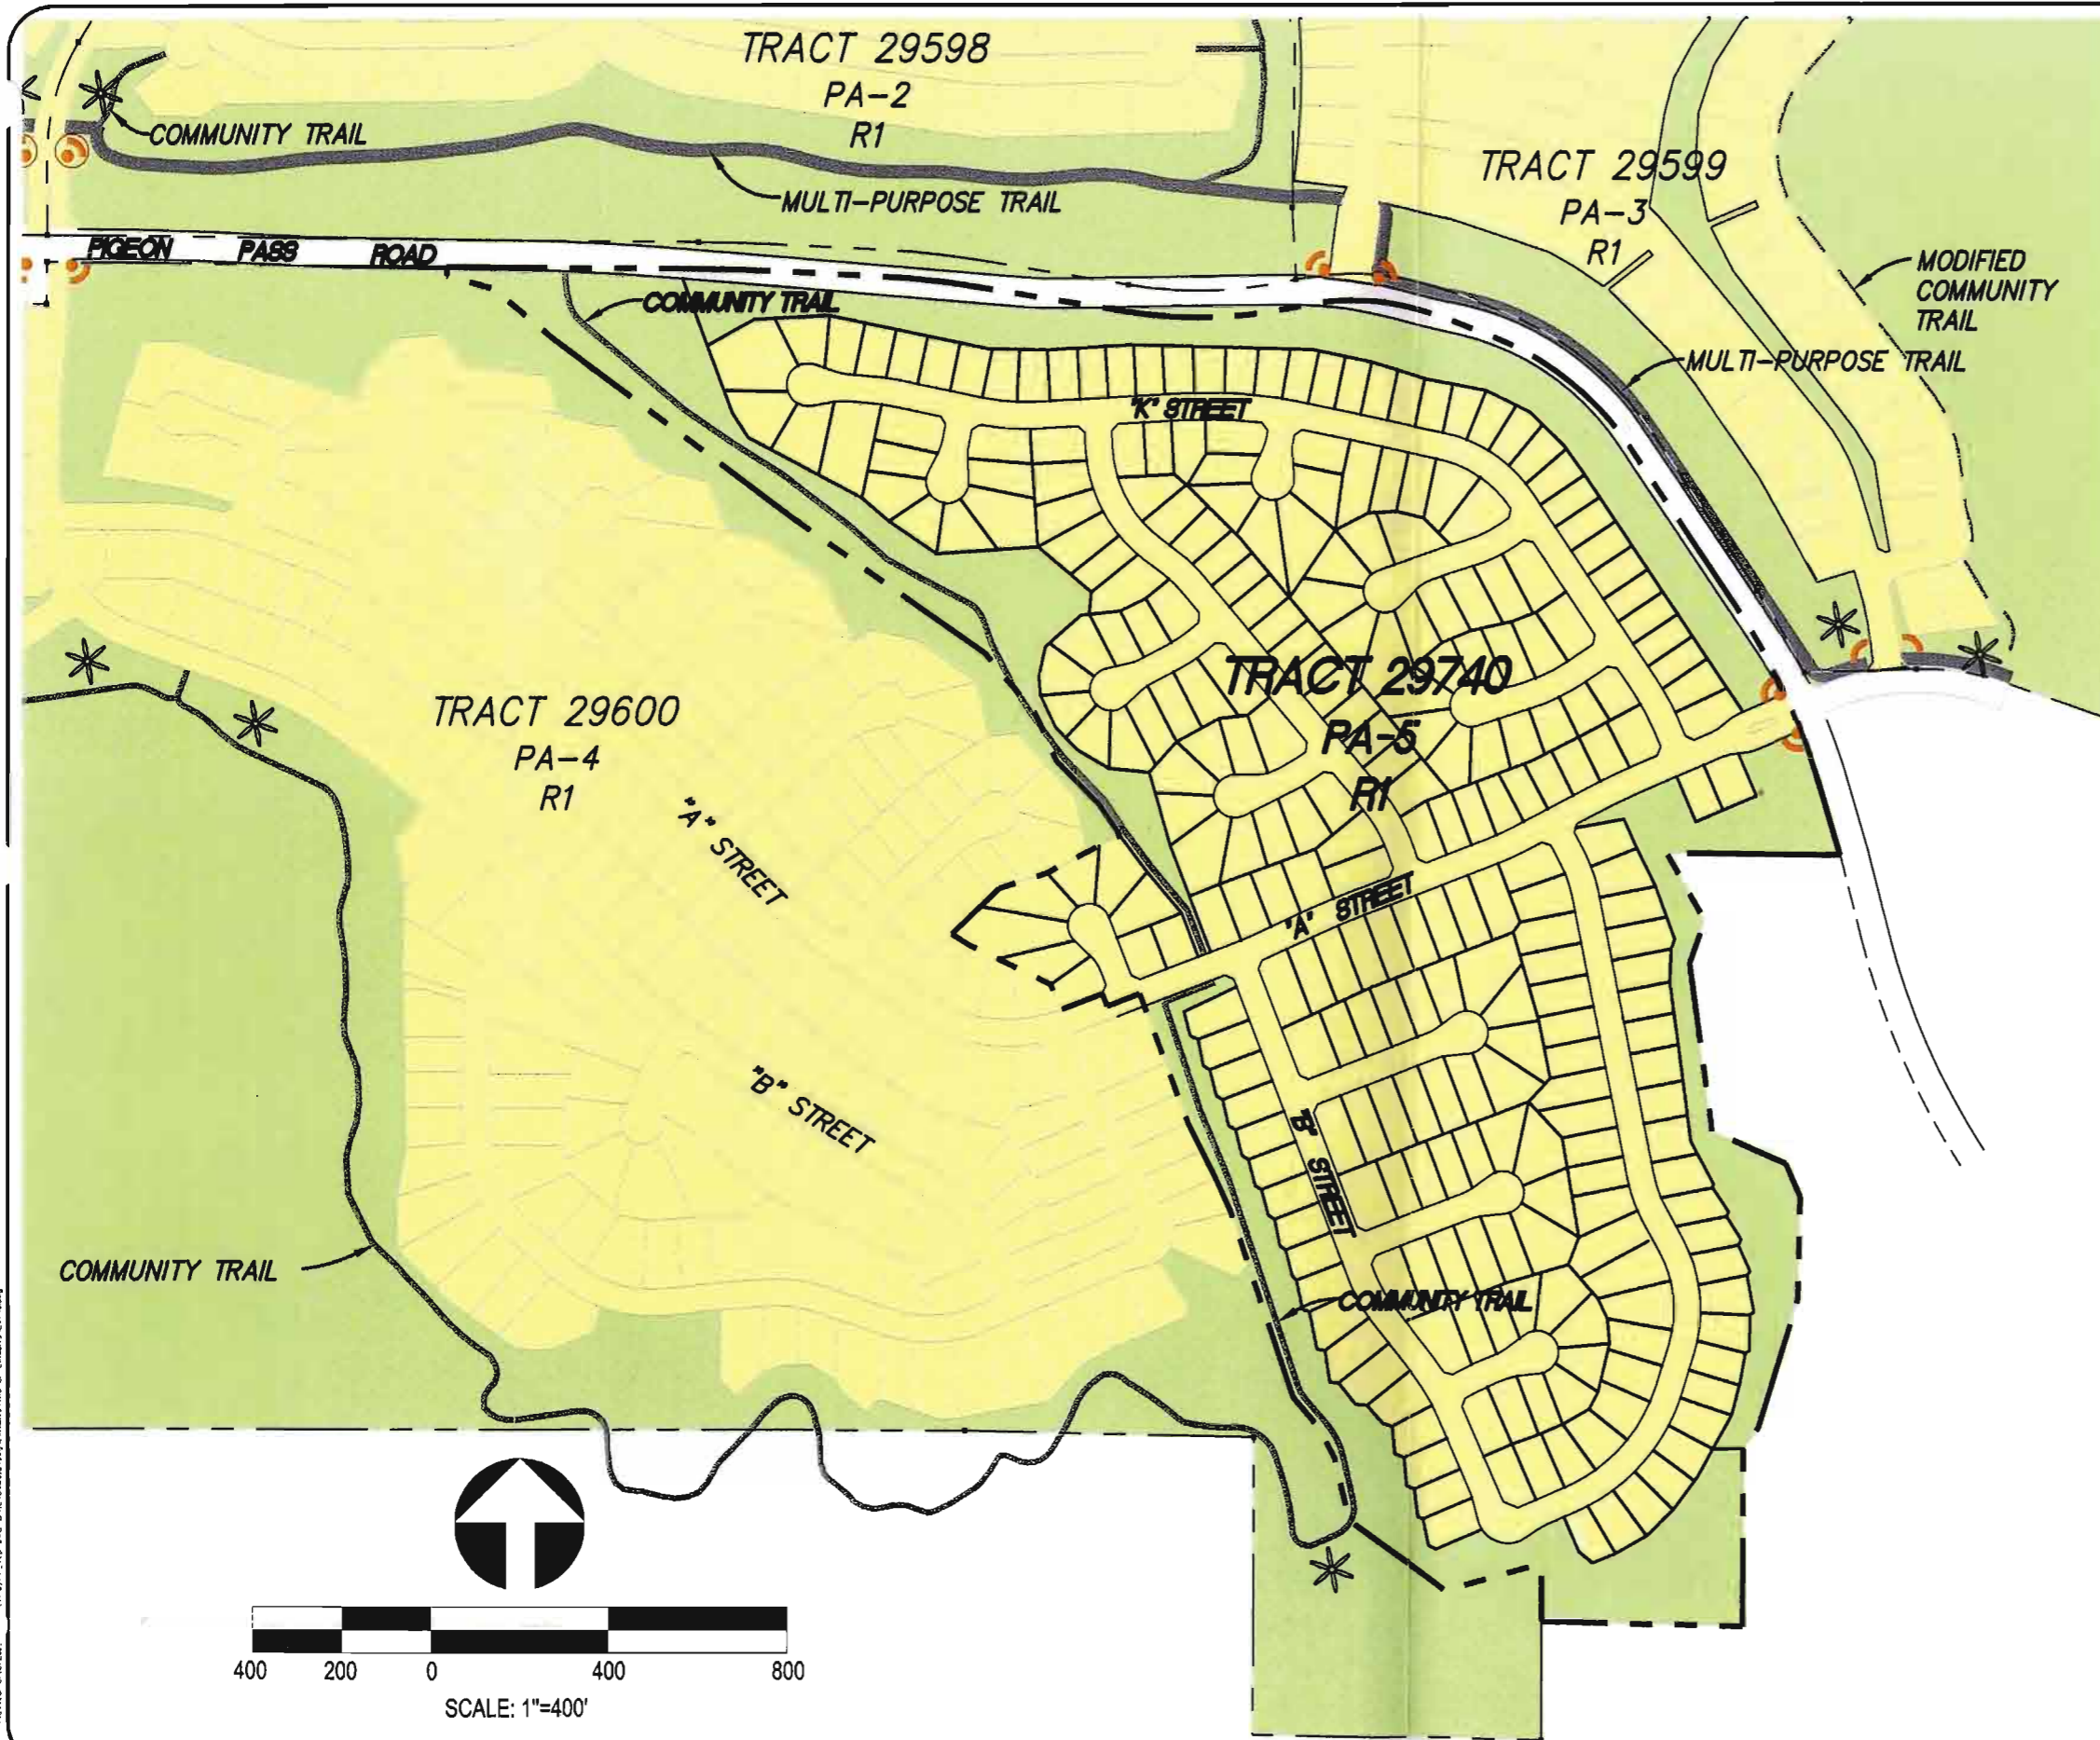 TRACT 29598
PA-2
R1
COMMUNITY TRAIL
MULTI-PURPOSE TRAIL
TRACT 29599
PA-3
R1
PIGEON PASS ROAD
MODIFIED
COMMUNITY
TRAIL
COMMUNITY TRAIL
MULTI-PURPOSE TRAIL
"K" STREET
TRACT 29740
PA-5
R1
TRACT 29600
PA-4
R1
"A" STREET
"A" STREET
"B" STREET
"B" STREET
COMMUNITY TRAIL
COMMUNITY TRAIL
400 200 0 400 800
SCALE: 1"=400'